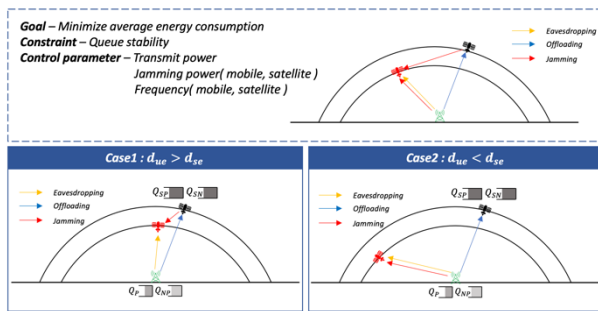 Goal – Minimize average energy consumption
Constraint – Queue stability
Control parameter – Transmit power
Jamming power( mobile, satellite )
Frequency( mobile, satellite )
Eavesdropping
Offloading
Jamming
Case1 : d_ue > d_se
Eavesdropping
Offloading
Jamming
Q_SP Q_SN
Q_P Q_NP
Case2 : d_ue < d_se
Eavesdropping
Offloading
Jamming
Q_SP Q_SN
Q_P Q_NP